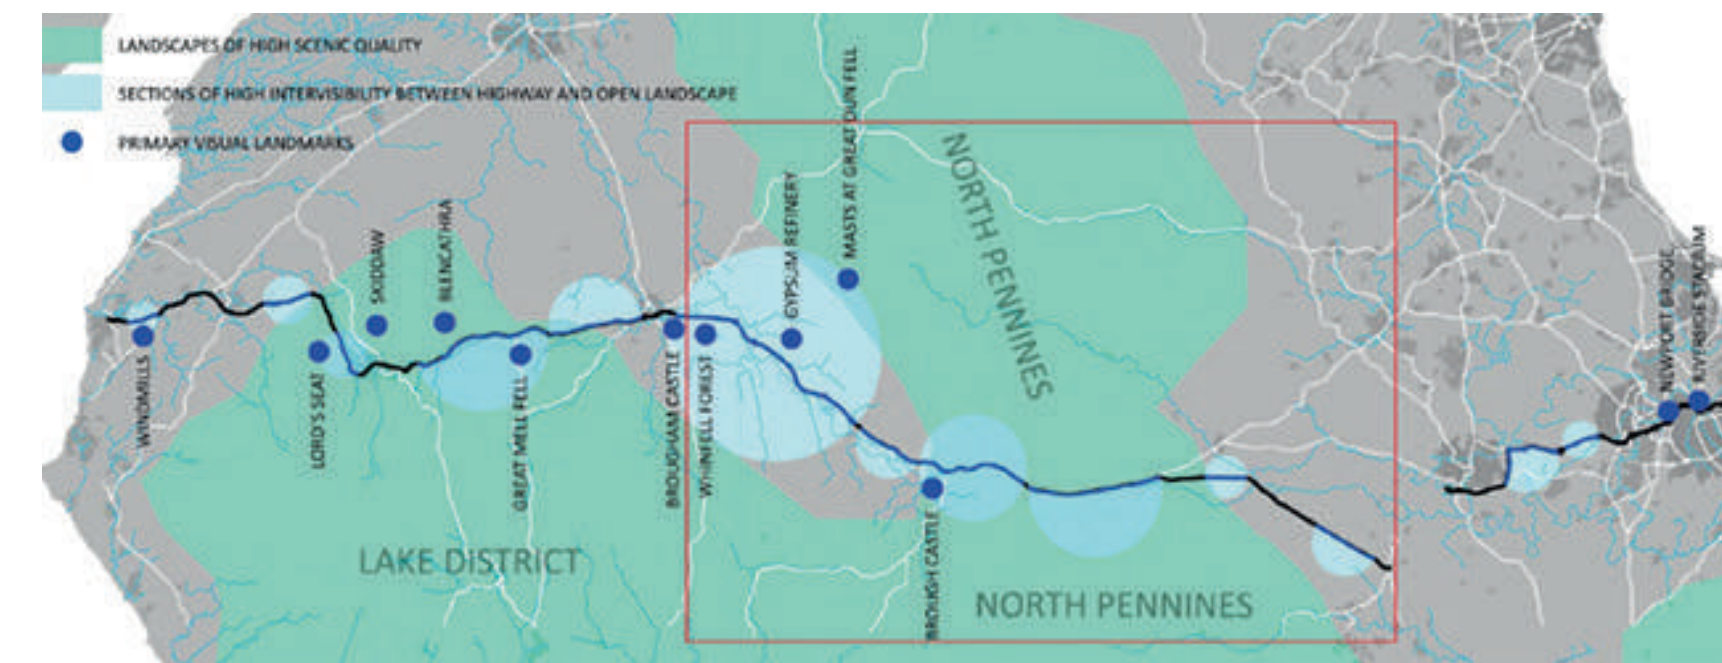 LANDSCAPES OF HIGH SCENIC QUALITY
SECTIONS OF HIGH INTERVISIBILITY BETWEEN HIGHWAY AND OPEN LANDSCAPE
PRIMARY VISUAL LANDMARKS
WINDMILLS
LORD'S SEAT
SKIDDAW
BLENCATHRA
GREAT MELL FELL
BROUGHAM CASTLE
WHINFELL FOREST
GYPSUM REFINERY
MASTS AT GREAT DUN FELL
NORTH PENNINES
BROUGH CASTLE
NEWPORT BRIDGE
RIVERSIDE STADIUM
LAKE DISTRICT
NORTH PENNINES